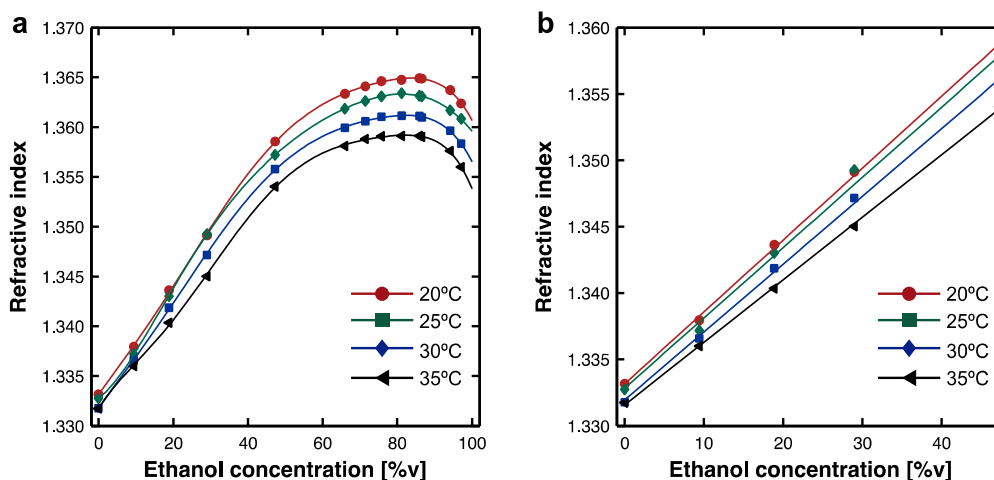 a
1.370
1.365
1.360
1.355
1.350
1.345
1.340
1.335
1.330
Refractive index
0
20
40
60
80
100
Ethanol concentration [%v]
20ºC
25ºC
30ºC
35ºC
b
1.360
1.355
1.350
1.345
1.340
1.335
1.330
Refractive index
0
10
20
30
40
Ethanol concentration [%v]
20ºC
25ºC
30ºC
35ºC